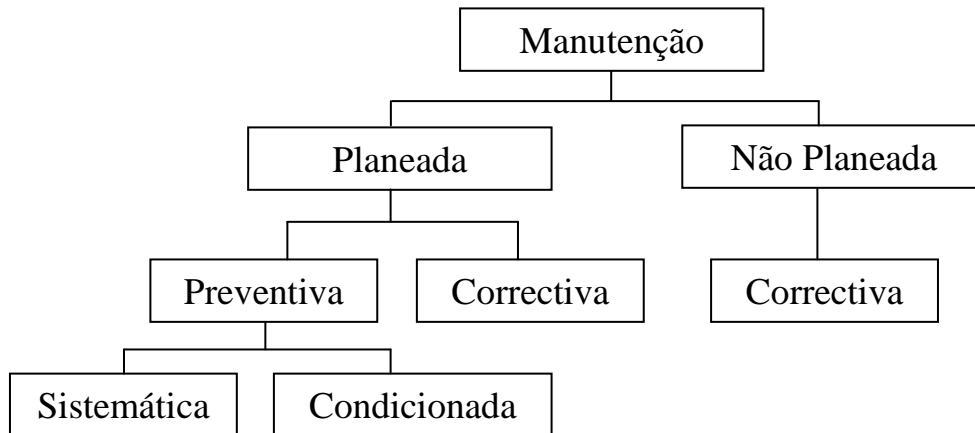 Manutenção
Planeada
Não Planeada
Preventiva
Correctiva
Correctiva
Sistemática
Condicionada